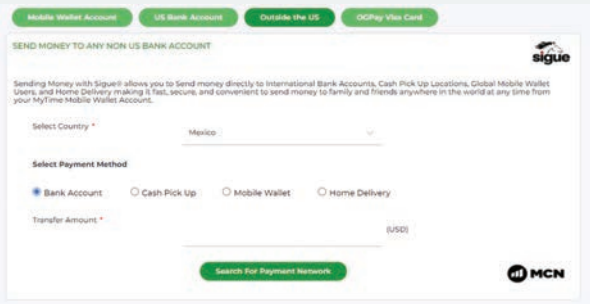 Mobile Wallet Account
US Bank Account
Outside the US
OGPay Visa Card
SEND MONEY TO ANY NON US BANK ACCOUNT
sigue
Sending Money with Sigue® allows you to Send money directly to International Bank Accounts, Cash Pick Up Locations, Global Mobile Wallet
Users, and Home Delivery making it fast, secure, and convenient to send money to family and friends anywhere in the world at any time from
your MyTime Mobile Wallet Account.
Select Country *
Mexico
Select Payment Method
Bank Account
Cash Pick Up
Mobile Wallet
Home Delivery
Transfer Amount *
(USD)
Search For Payment Network
MCN